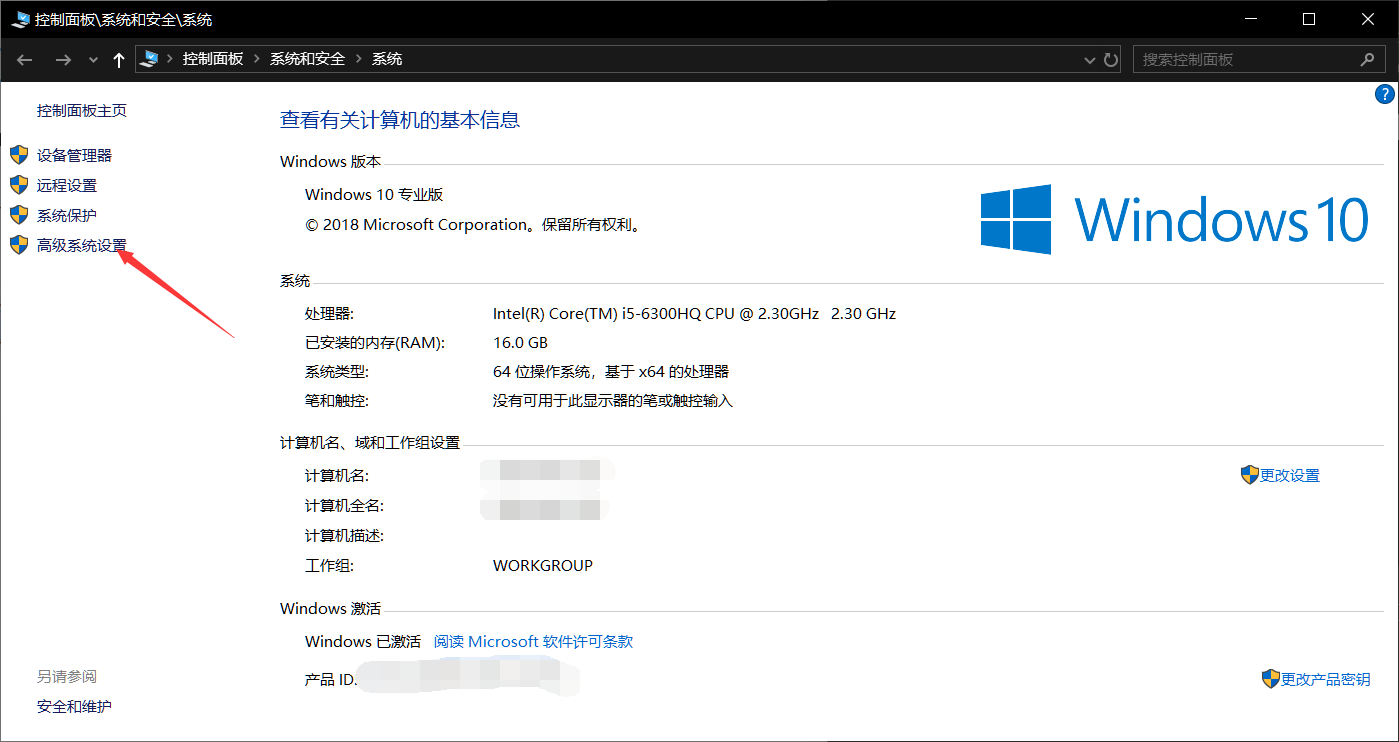 控制面板\系统和安全\系统
控制面板 系统和安全 系统
搜索控制面板
?
控制面板主页
设备管理器
远程设置
系统保护
高级系统设置
查看有关计算机的基本信息
Windows 版本
Windows 10 专业版
© 2018 Microsoft Corporation。保留所有权利。
Windows 10
系统
处理器: Intel(R) Core(TM) i5-6300HQ CPU @ 2.30GHz 2.30 GHz
已安装的内存(RAM): 16.0 GB
系统类型: 64 位操作系统，基于 x64 的处理器
笔和触控: 没有可用于此显示器的笔或触控输入
计算机名、域和工作组设置
计算机名: 更改设置
计算机全名:
计算机描述:
工作组: WORKGROUP
Windows 激活
Windows 已激活 阅读 Microsoft 软件许可条款
产品 ID: 更改产品密钥
另请参阅
安全和维护